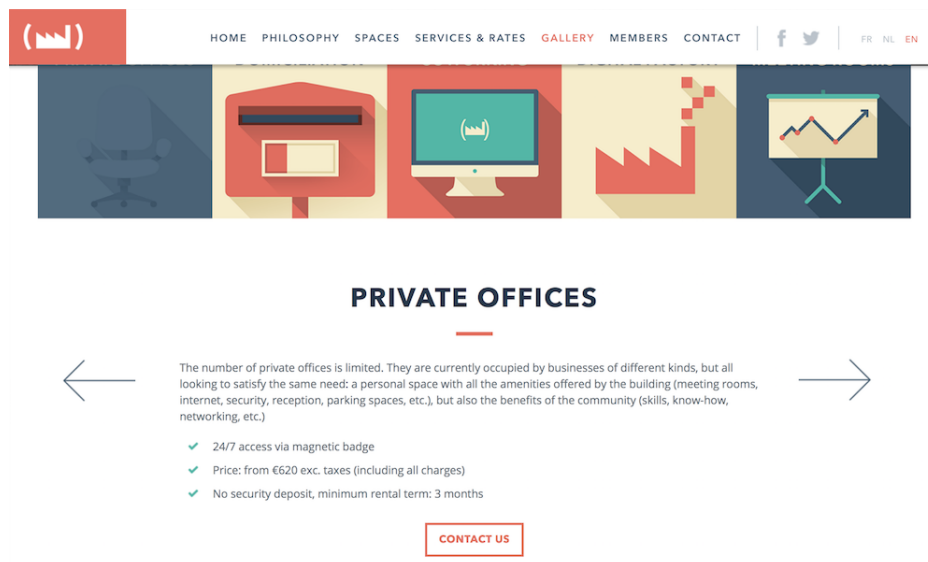 HOME PHILOSOPHY SPACES SERVICES & RATES GALLERY MEMBERS CONTACT FR NL EN
PRIVATE OFFICES
The number of private offices is limited. They are currently occupied by businesses of different kinds, but all
looking to satisfy the same need: a personal space with all the amenities offered by the building (meeting rooms,
internet, security, reception, parking spaces, etc.), but also the benefits of the community (skills, know-how,
networking, etc.)
24/7 access via magnetic badge
Price: from €620 exc. taxes (including all charges)
No security deposit, minimum rental term: 3 months
CONTACT US